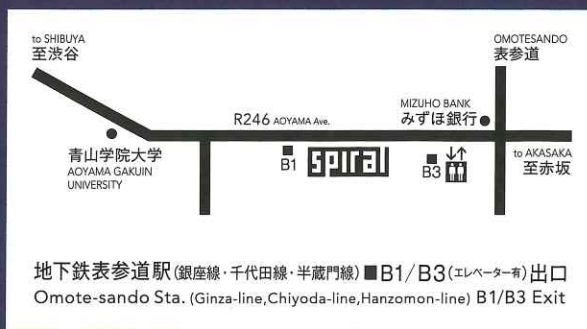 to SHIBUYA
至渋谷
OMOTESANDO
表参道
MIZUHO BANK
みずほ銀行
R246 AOYAMA Ave.
青山学院大学
AOYAMA GAKUIN
UNIVERSITY
B1
spiral
B3
to AKASAKA
至赤坂
地下鉄表参道駅(銀座線・千代田線・半蔵門線)■B1/B3(エレベーター有)出口
Omote-sando Sta. (Ginza-line,Chiyoda-line,Hanzomon-line) B1/B3 Exit